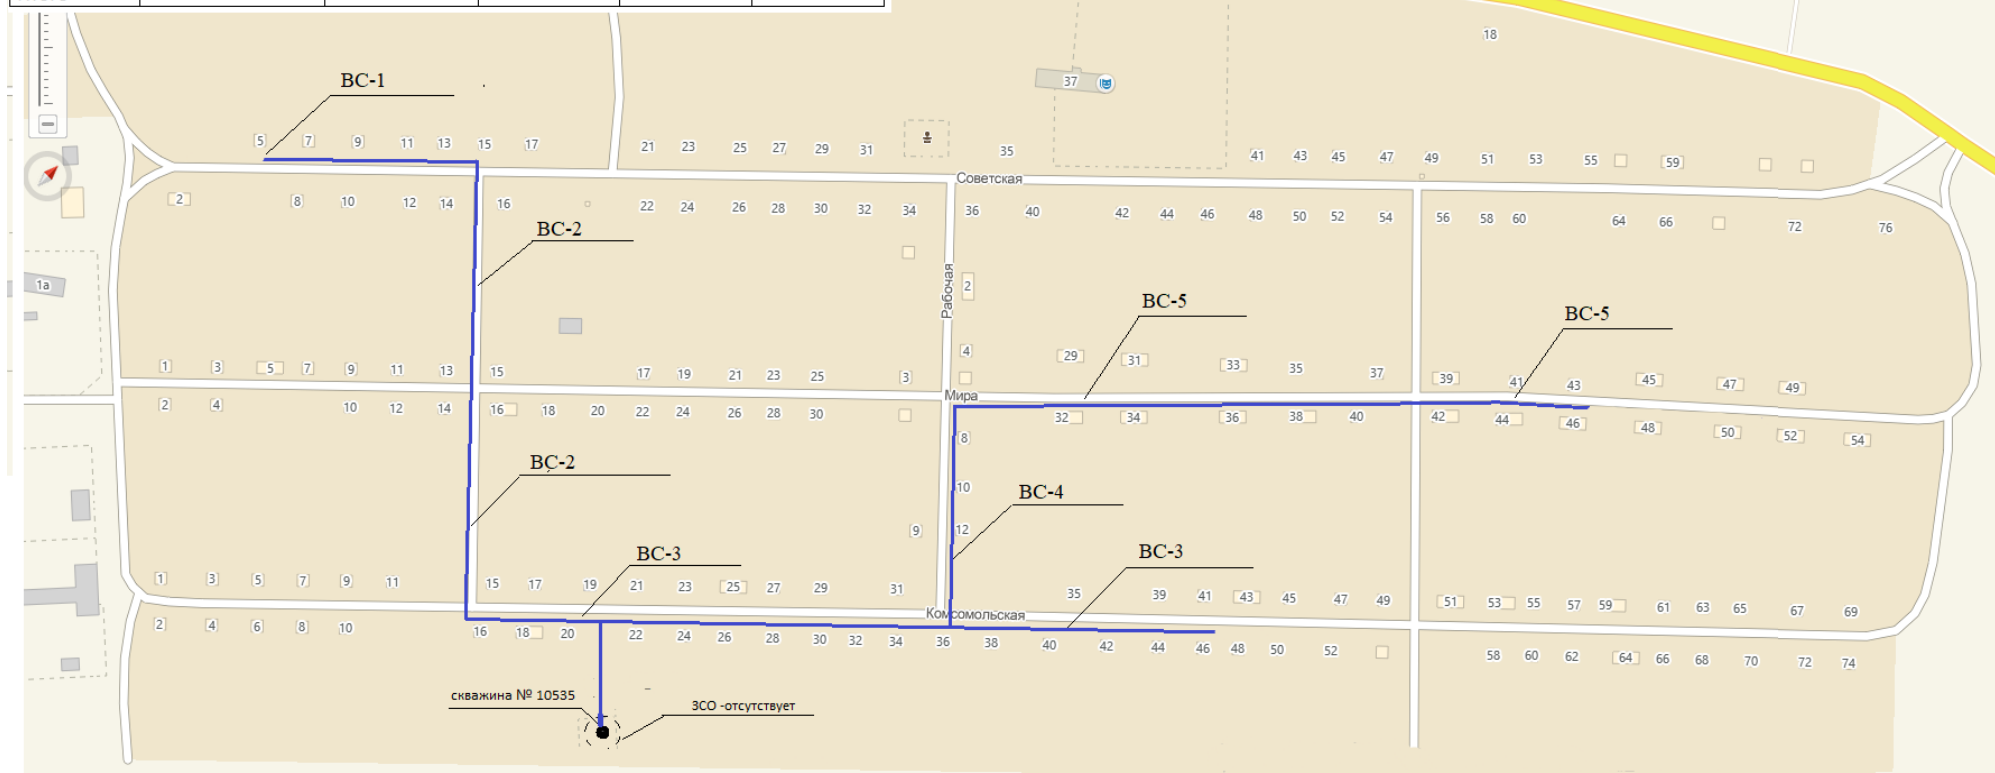 18
ВС-1
37
5 7 9 11 13 15 17 21 23 25 27 29 31 35 41 43 45 47 49 51 53 55 59
Советская
2 8 10 12 14 16 22 24 26 28 30 32 34 36 40 42 44 46 48 50 52 54 56 58 60 64 66 72 76
ВС-2
1а
Рабочая
2
ВС-5
ВС-5
4
1 3 5 7 9 11 13 15 17 19 21 23 25 3 29 31 33 35 37 39 41 43 45 47 49
Мира
2 4 10 12 14 16 18 20 22 24 26 28 30 32 34 36 38 40 42 44 46 48 50 52 54
8
ВС-2
10
ВС-4
9 12
ВС-3
ВС-3
1 3 5 7 9 11 15 17 19 21 23 25 27 29 31 35 39 41 43 45 47 49 51 53 55 57 59 61 63 65 67 69
Комсомольская
2 4 6 8 10 16 18 20 22 24 26 28 30 32 34 36 38 40 42 44 46 48 50 52 58 60 62 64 66 68 70 72 74
скважина № 10535
ЗСО -отсутствует